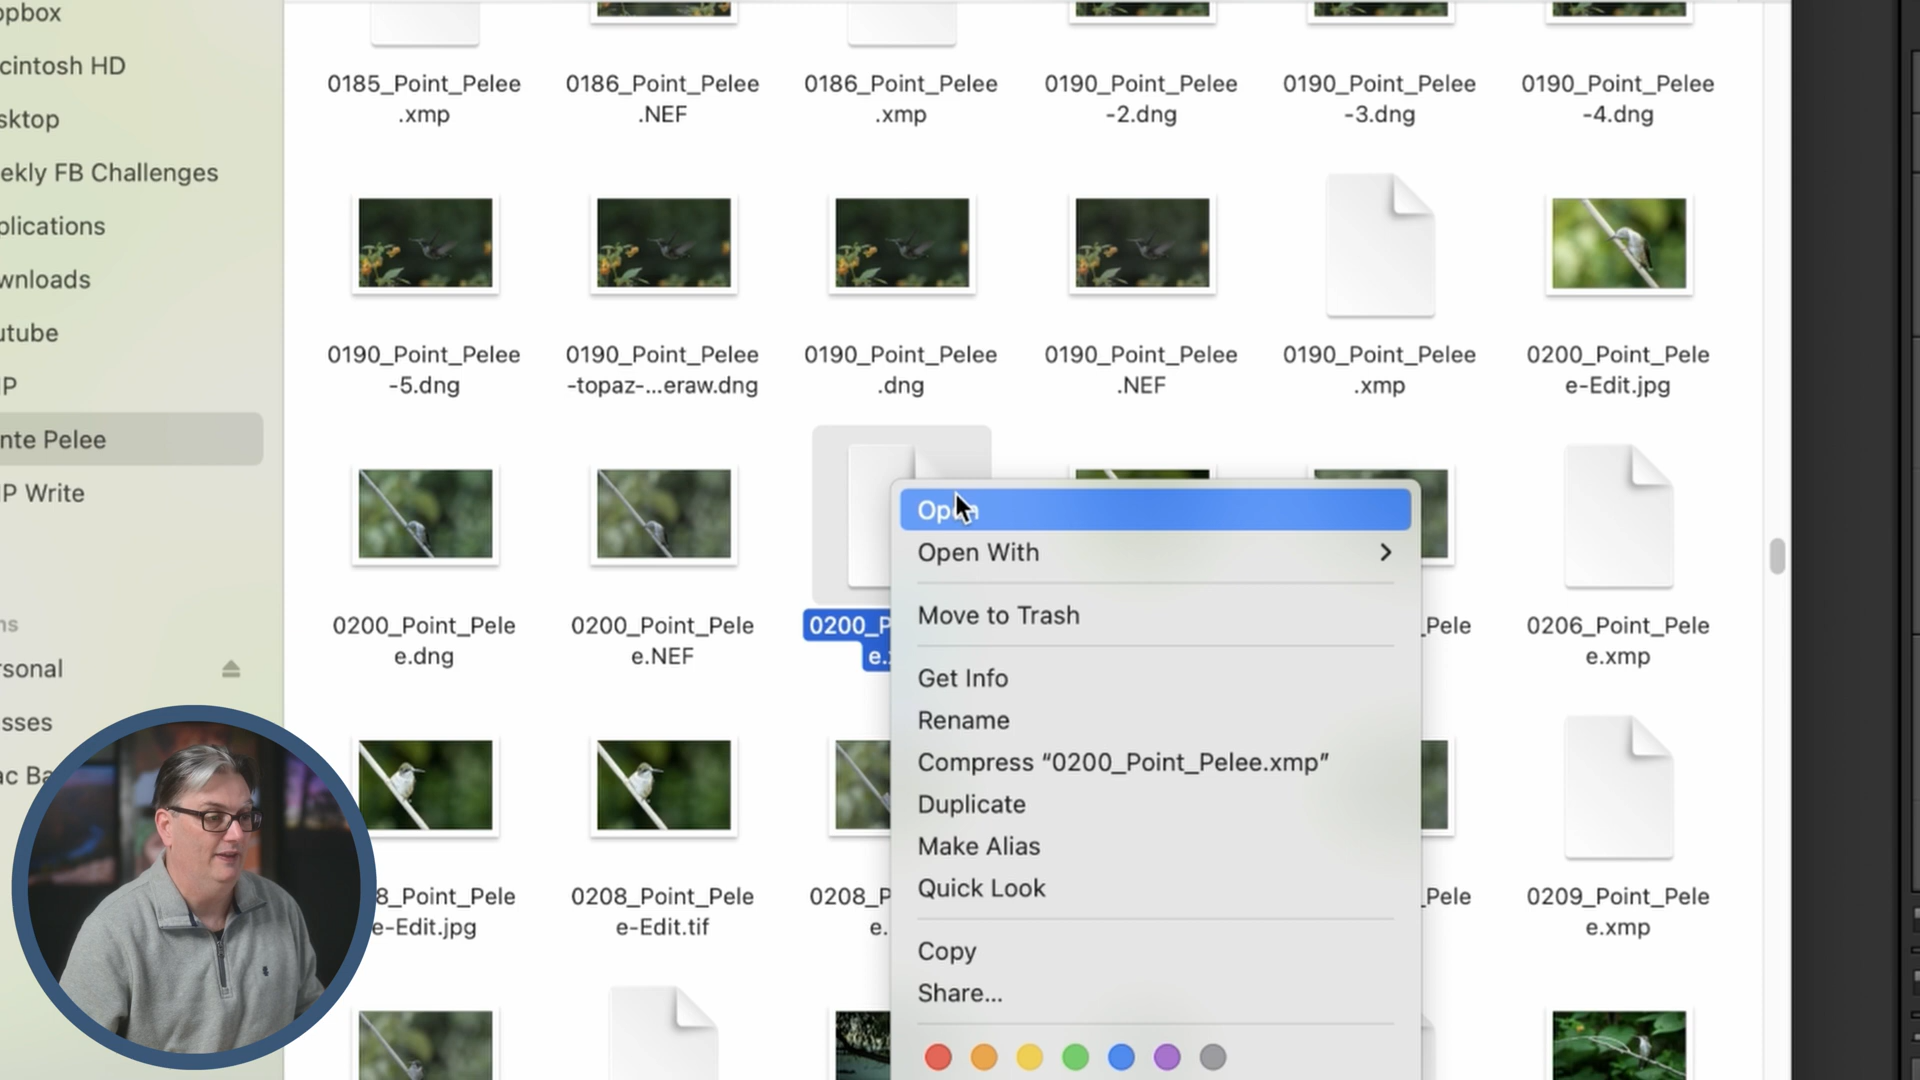 opbox
cintosh HD
sktop
ekly FB Challenges
plications
wnloads
utube
IP
nte Pelee
IP Write
ns
rsonal
sses
ac Ba
0185_Point_Pelee
.xmp
0186_Point_Pelee
.NEF
0186_Point_Pelee
.xmp
0190_Point_Pelee
-2.dng
0190_Point_Pelee
-3.dng
0190_Point_Pelee
-4.dng
0190_Point_Pelee
-5.dng
0190_Point_Pelee
-topaz-...eraw.dng
0190_Point_Pelee
.dng
0190_Point_Pelee
.NEF
0190_Point_Pelee
.xmp
0200_Point_Pele
e-Edit.jpg
0200_Point_Pele
e.dng
0200_Point_Pele
e.NEF
0200_P
e.
_Pele
0206_Point_Pele
e.xmp
8_Point_Pele
e-Edit.jpg
0208_Point_Pele
e-Edit.tif
0208_P
e.
_Pele
0209_Point_Pele
e.xmp
Open
Open With
Move to Trash
Get Info
Rename
Compress “0200_Point_Pelee.xmp”
Duplicate
Make Alias
Quick Look
Copy
Share...